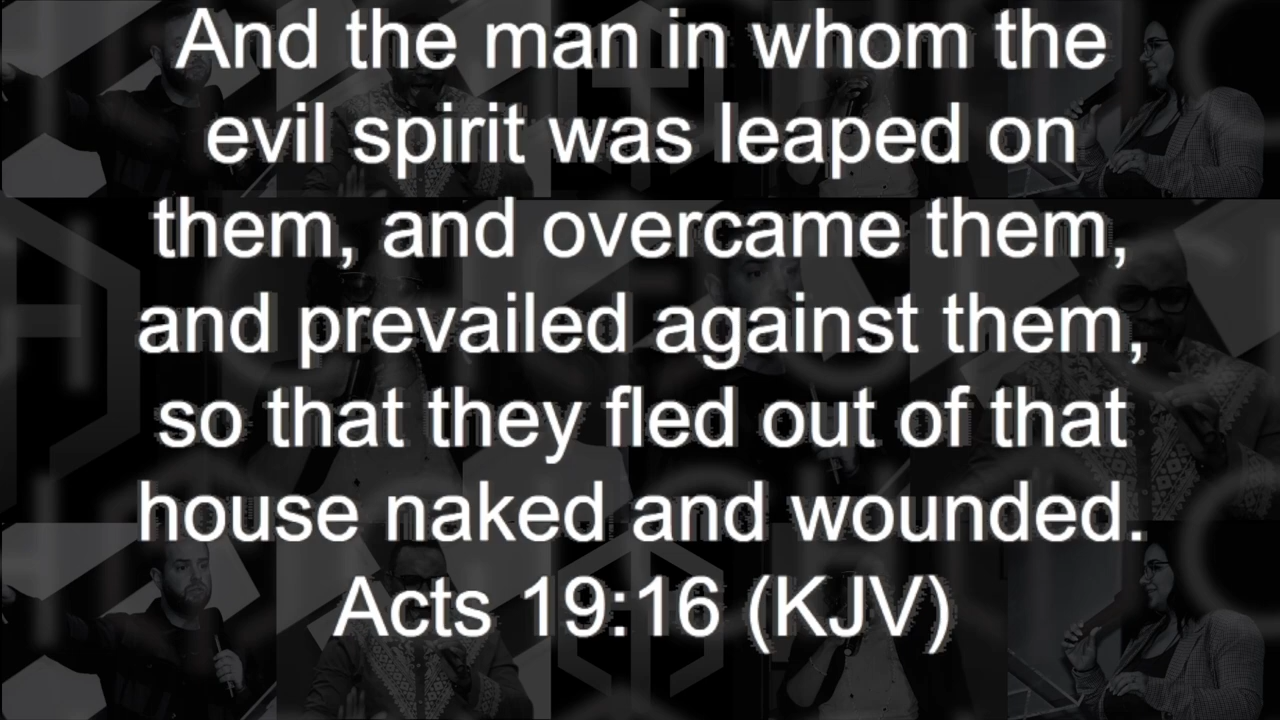 And the man in whom the
evil spirit was leaped on
them, and overcame them,
and prevailed against them,
so that they fled out of that
house naked and wounded.
Acts 19:16 (KJV)